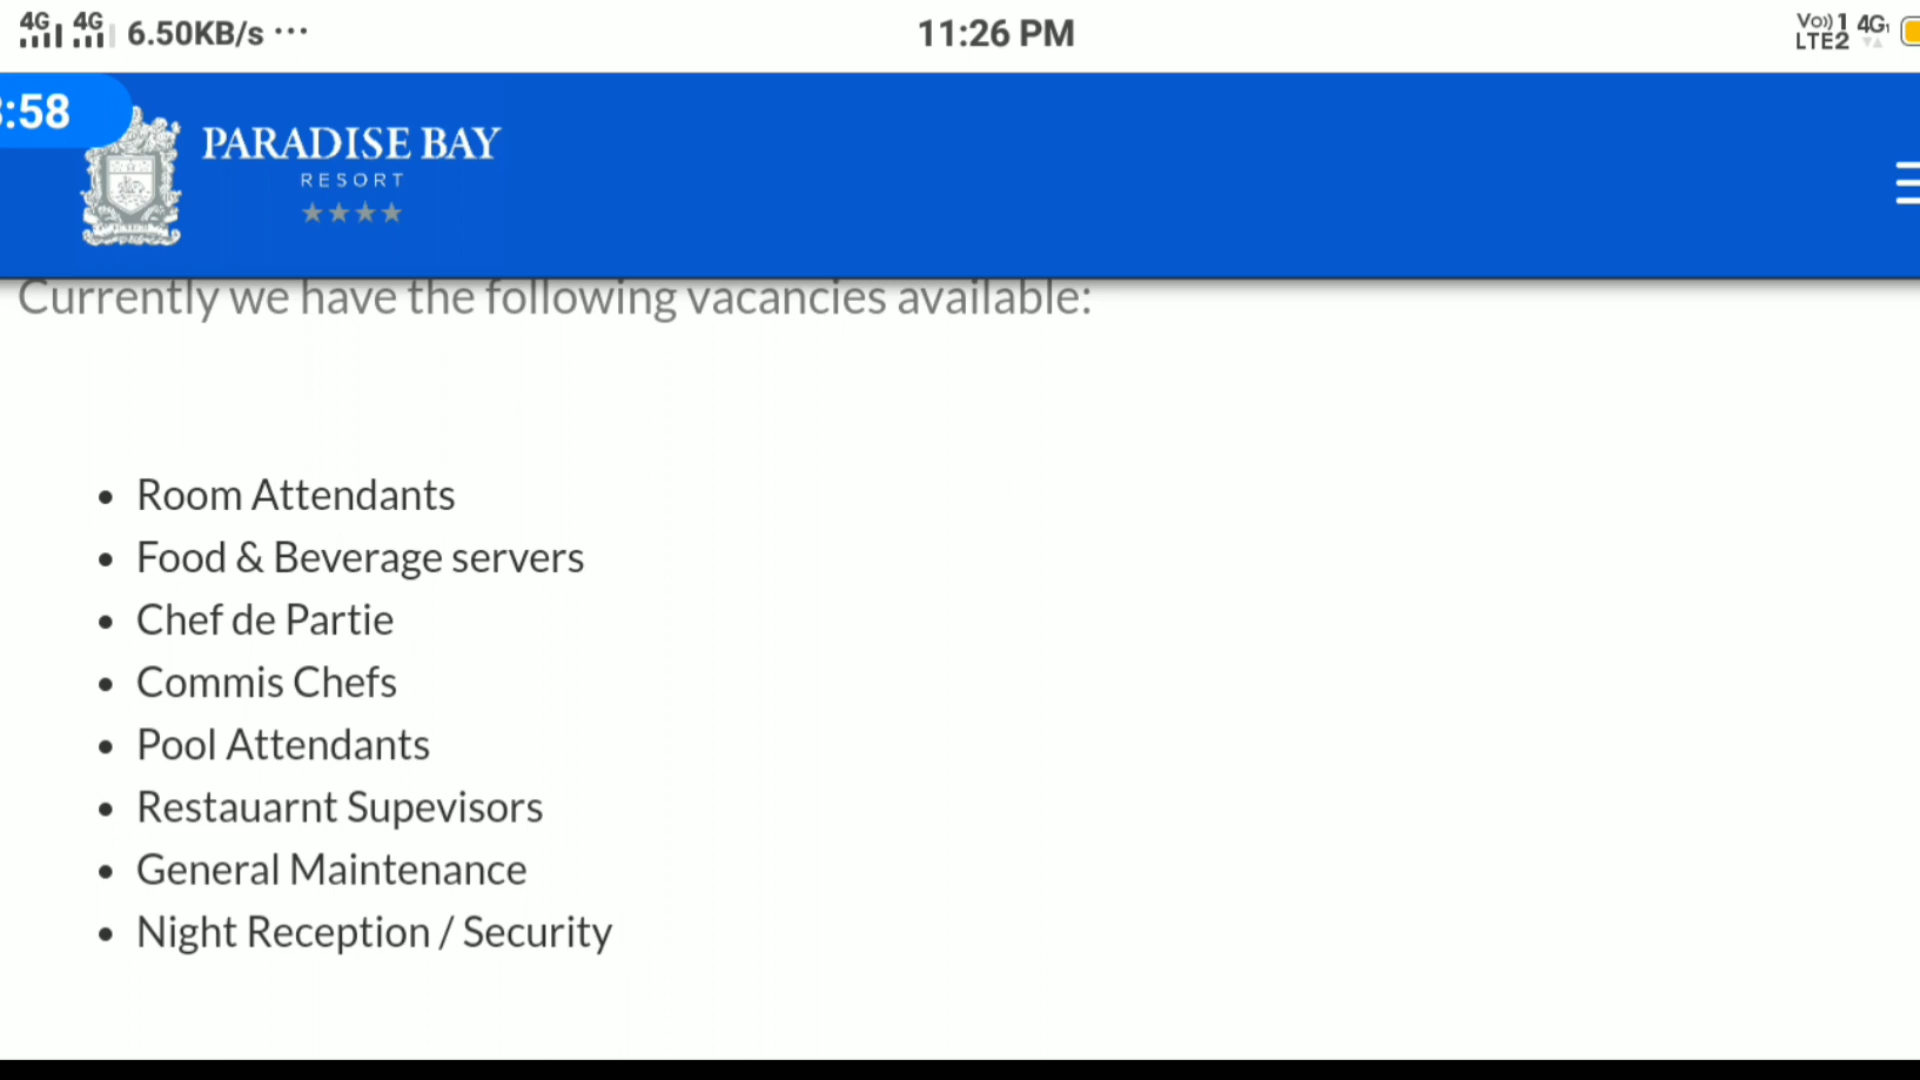 4G 4G 6.50KB/s ... 11:26 PM Vo)) 1 4G
LTE2
:58
PARADISE BAY
RESORT
Currently we have the following vacancies available:
• Room Attendants
• Food & Beverage servers
• Chef de Partie
• Commis Chefs
• Pool Attendants
• Restauarnt Supevisors
• General Maintenance
• Night Reception / Security